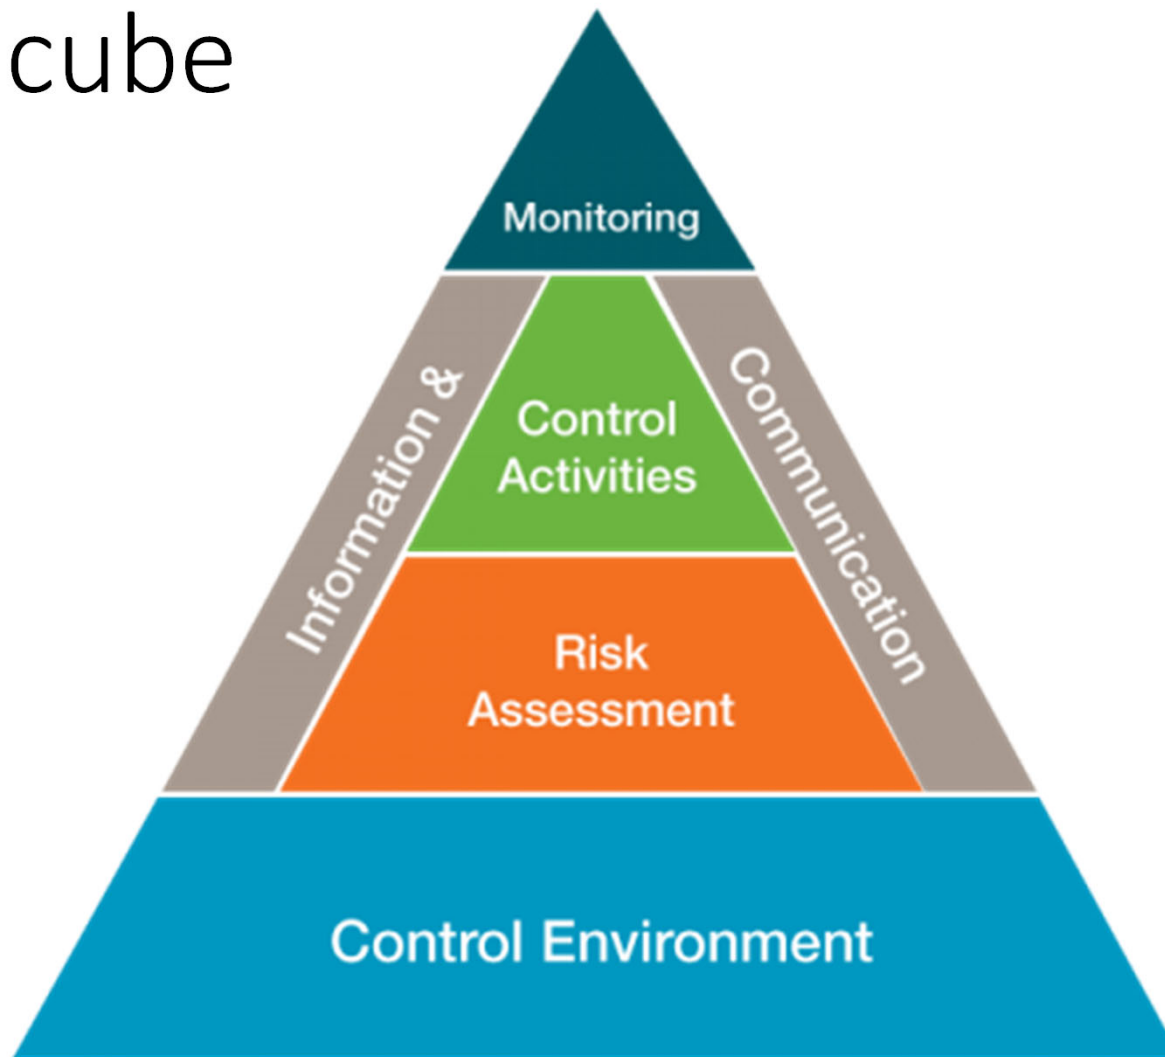 cube
Monitoring
Information &
Control
Activities
Communication
Risk
Assessment
Control Environment